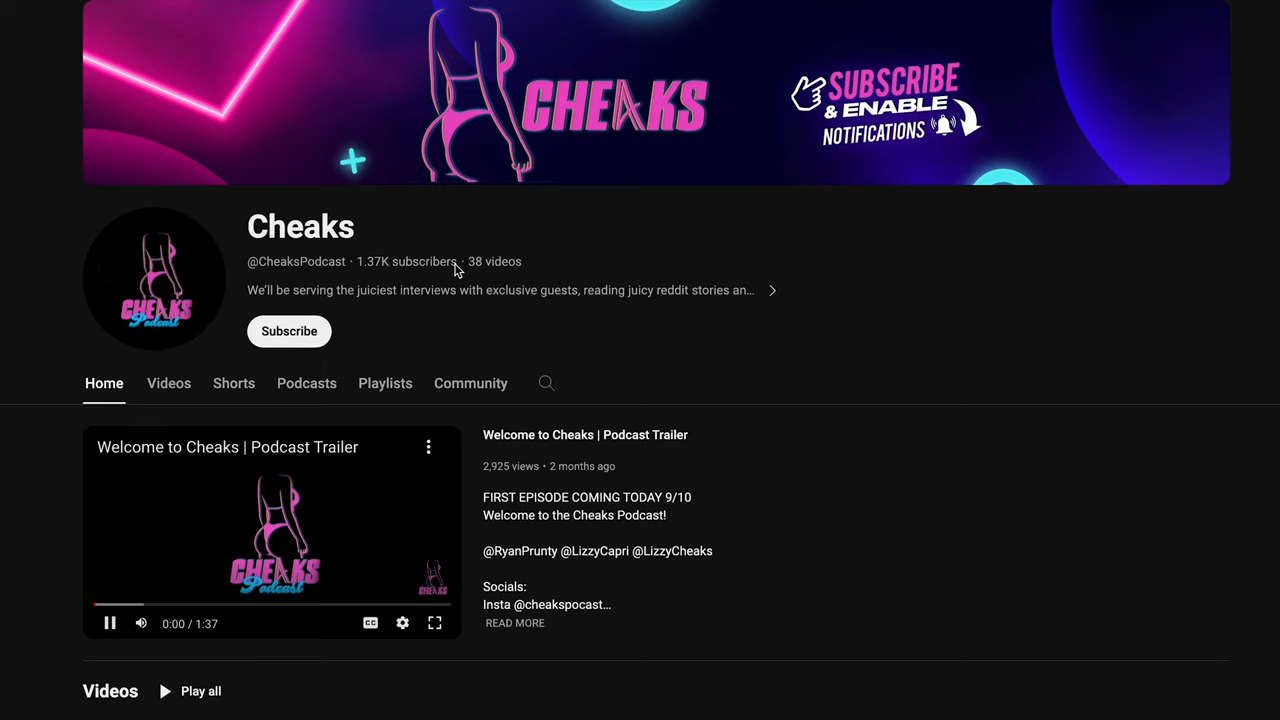 CHEAKS
SUBSCRIBE
& ENABLE
NOTIFICATIONS
CHEAKS
Podcast
Cheaks
@CheaksPodcast · 1.37K subscribers · 38 videos
We'll be serving the juiciest interviews with exclusive guests, reading juicy reddit stories an...
Subscribe
Home Videos Shorts Podcasts Playlists Community
Welcome to Cheaks | Podcast Trailer
CHEAKS
Podcast
CHEAKS
0:00 / 1:37
CC
Welcome to Cheaks | Podcast Trailer
2,925 views • 2 months ago
FIRST EPISODE COMING TODAY 9/10
Welcome to the Cheaks Podcast!
@RyanPrunty @LizzyCapri @LizzyCheaks
Socials:
Insta @cheakspocast...
READ MORE
Videos Play all